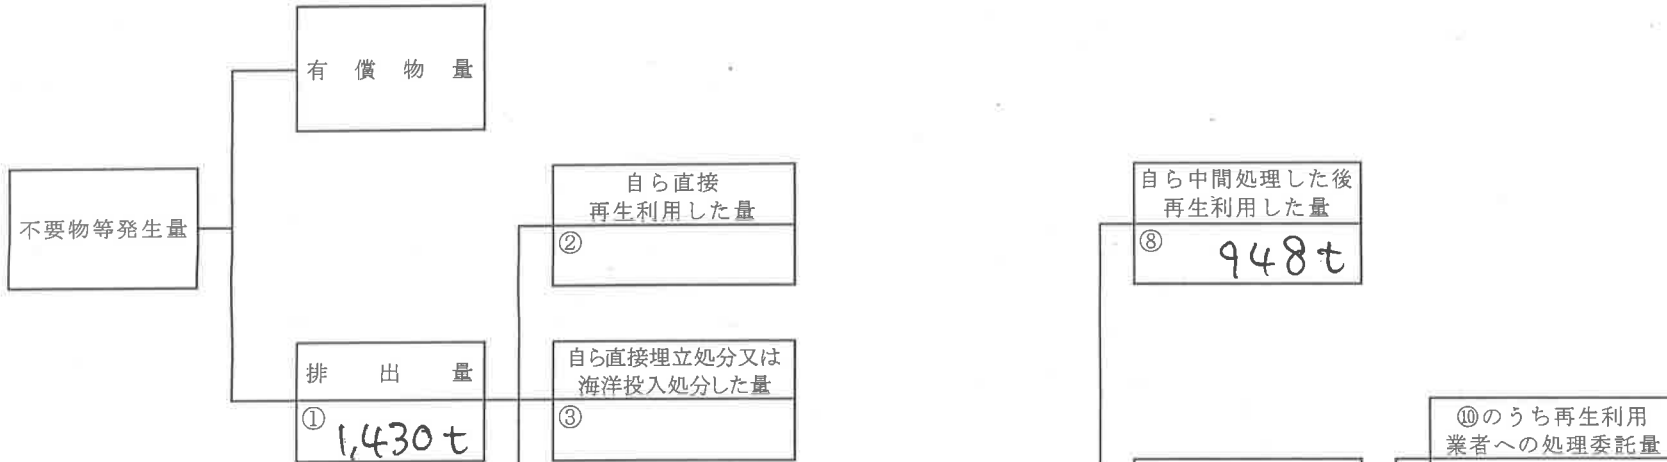 有償物量
不要物等発生量
自ら直接
再生利用した量
②
自ら中間処理した後
再生利用した量
⑧ 948t
排出量
① 1,430t
自ら直接埋立処分又は
海洋投入処分した量
③
⑩のうち再生利用
業者への処理委託量